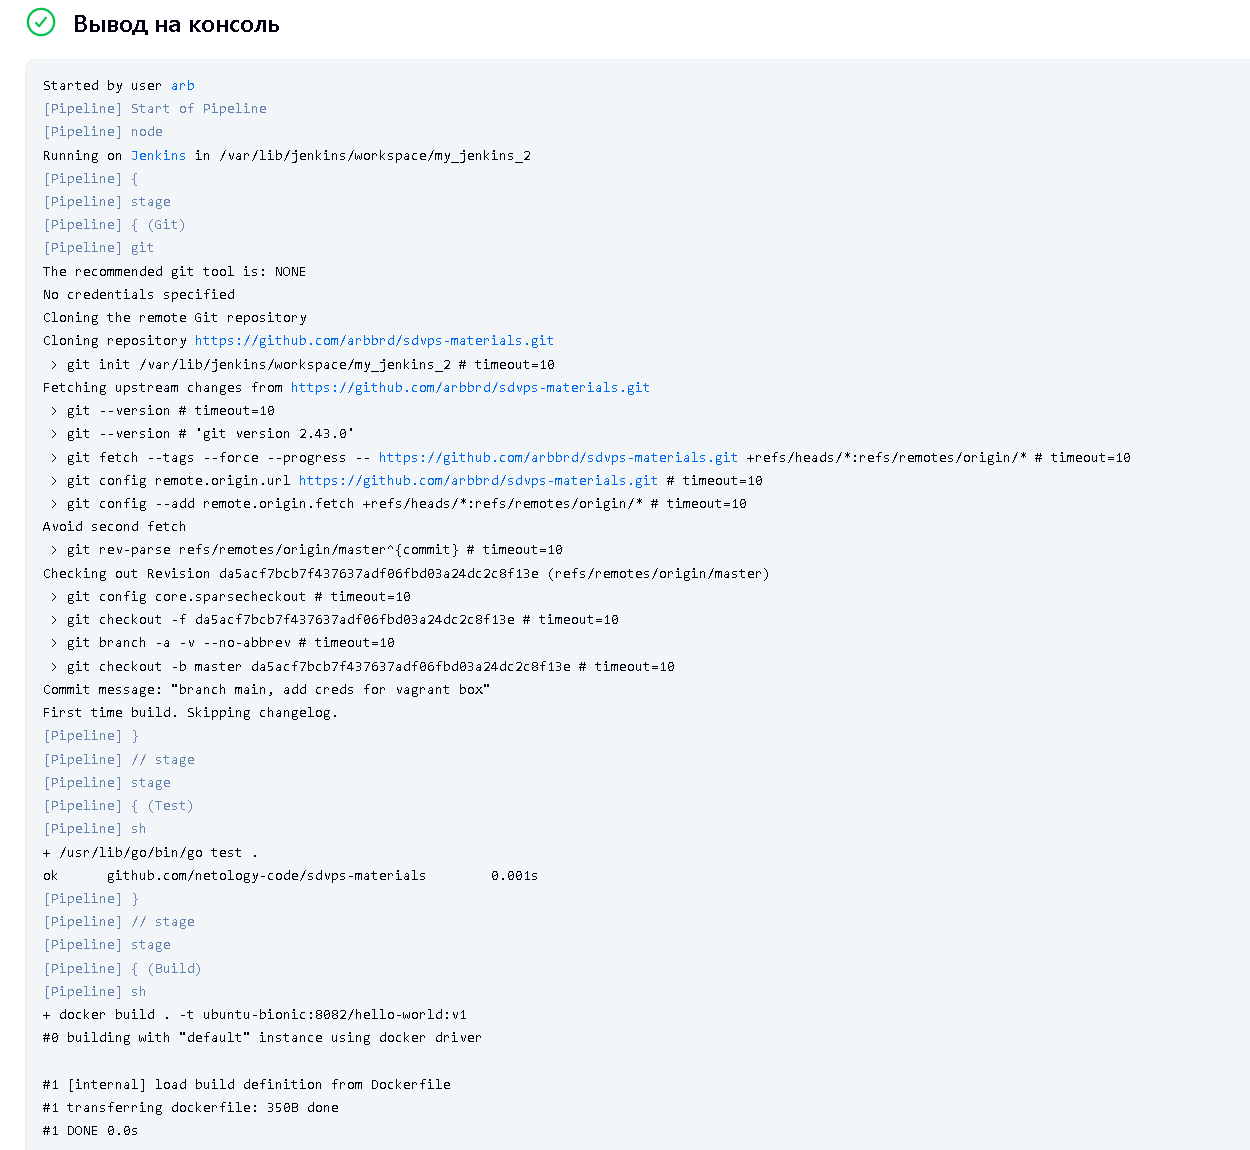 Вывод на консоль
Started by user arb
[Pipeline] Start of Pipeline
[Pipeline] node
Running on Jenkins in /var/lib/jenkins/workspace/my_jenkins_2
[Pipeline] {
[Pipeline] stage
[Pipeline] { (Git)
[Pipeline] git
The recommended git tool is: NONE
No credentials specified
Cloning the remote Git repository
Cloning repository https://github.com/arbbrd/sdvps-materials.git
 > git init /var/lib/jenkins/workspace/my_jenkins_2 # timeout=10
Fetching upstream changes from https://github.com/arbbrd/sdvps-materials.git
 > git --version # timeout=10
 > git --version # 'git version 2.43.0'
 > git fetch --tags --force --progress -- https://github.com/arbbrd/sdvps-materials.git +refs/heads/*:refs/remotes/origin/* # timeout=10
 > git config remote.origin.url https://github.com/arbbrd/sdvps-materials.git # timeout=10
 > git config --add remote.origin.fetch +refs/heads/*:refs/remotes/origin/* # timeout=10
Avoid second fetch
 > git rev-parse refs/remotes/origin/master^{commit} # timeout=10
Checking out Revision da5acf7bcb7f437637adf06fbd03a24dc2c8f13e (refs/remotes/origin/master)
 > git config core.sparsecheckout # timeout=10
 > git checkout -f da5acf7bcb7f437637adf06fbd03a24dc2c8f13e # timeout=10
 > git branch -a -v --no-abbrev # timeout=10
 > git checkout -b master da5acf7bcb7f437637adf06fbd03a24dc2c8f13e # timeout=10
Commit message: "branch main, add creds for vagrant box"
First time build. Skipping changelog.
[Pipeline] }
[Pipeline] // stage
[Pipeline] stage
[Pipeline] { (Test)
[Pipeline] sh
+ /usr/lib/go/bin/go test .
ok      github.com/netology-code/sdvps-materials        0.001s
[Pipeline] }
[Pipeline] // stage
[Pipeline] stage
[Pipeline] { (Build)
[Pipeline] sh
+ docker build . -t ubuntu-bionic:8082/hello-world:v1
#0 building with "default" instance using docker driver
#1 [internal] load build definition from Dockerfile
#1 transferring dockerfile: 350B done
#1 DONE 0.0s